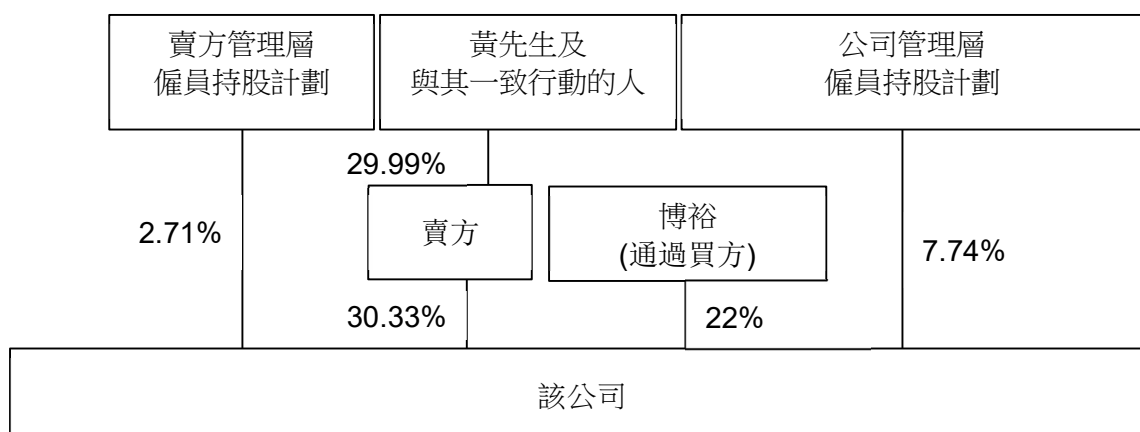 賣方管理層
僱員持股計劃
黃先生及
與其一致行動的人
公司管理層
僱員持股計劃
29.99%
2.71%
賣方
博裕
(通過買方)
7.74%
30.33%
22%
該公司